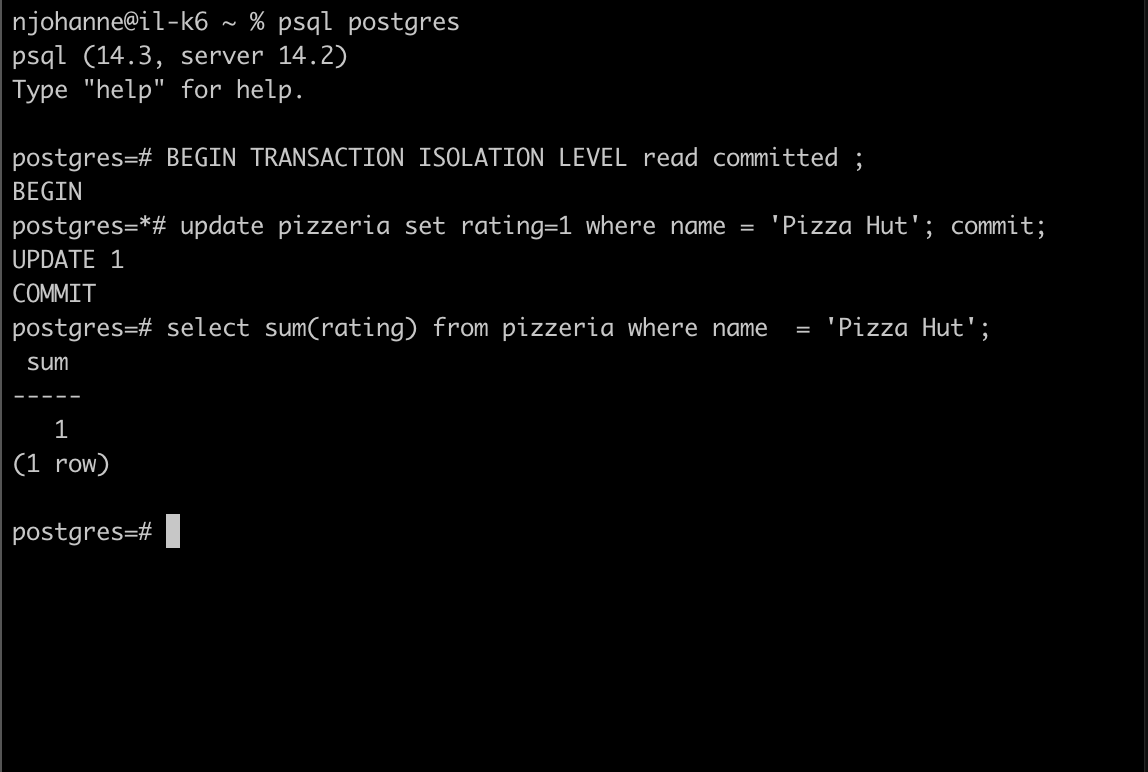 njohanne@il-k6 ~ % psql postgres
psql (14.3, server 14.2)
Type "help" for help.
postgres=# BEGIN TRANSACTION ISOLATION LEVEL read committed ;
BEGIN
postgres=*# update pizzeria set rating=1 where name = 'Pizza Hut'; commit;
UPDATE 1
COMMIT
postgres=# select sum(rating) from pizzeria where name  = 'Pizza Hut';
 sum
-----
   1
(1 row)
postgres=#